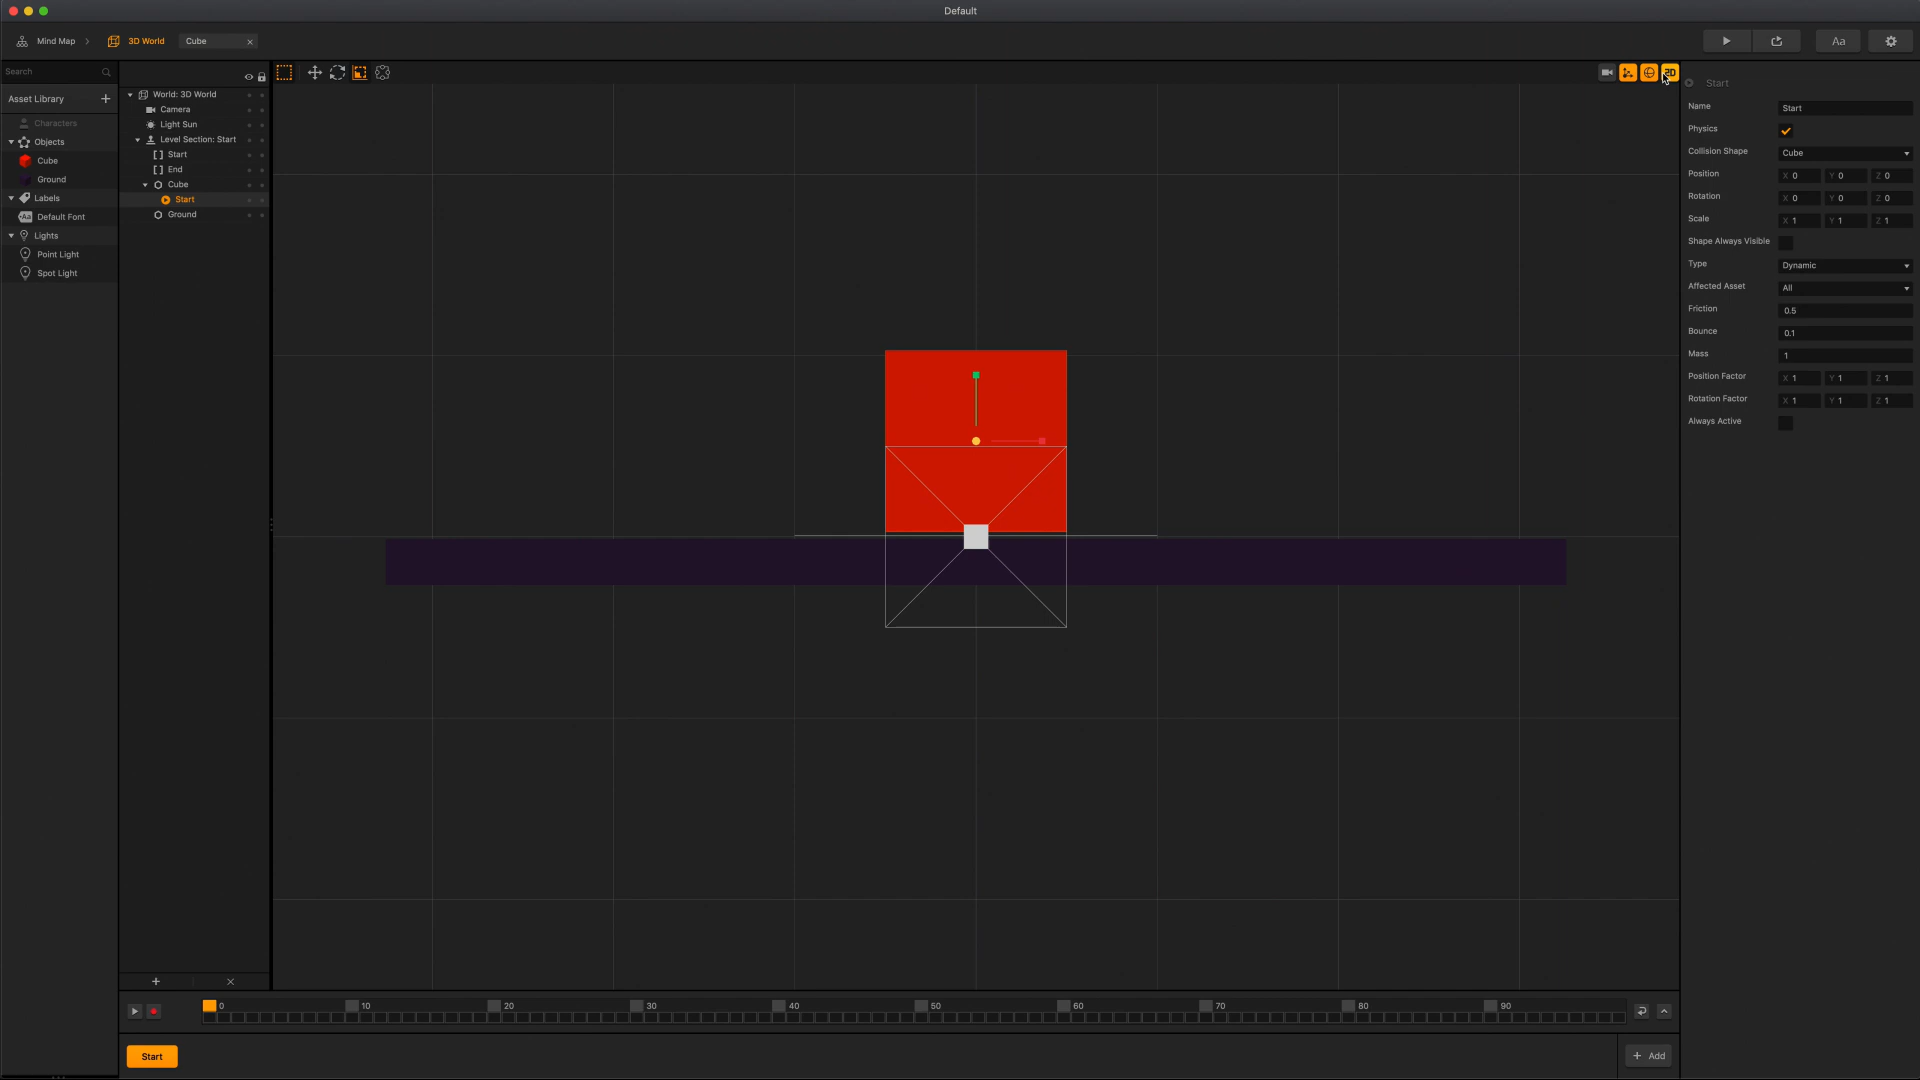 Default
Mind Map
3D World
Cube
Aa
Search
Asset Library
Characters
Objects
Cube
Ground
Labels
Aa Default Font
Lights
Point Light
Spot Light
World: 3D World
Camera
Light Sun
Level Section: Start
Start
End
Cube
Start
Ground
2D
Start
Name Start
Physics
Collision Shape Cube
Position X 0 Y 0 Z 0
Rotation X 0 Y 0 Z 0
Scale X 1 Y 1 Z 1
Shape Always Visible
Type Dynamic
Affected Asset All
Friction 0.5
Bounce 0.1
Mass 1
Position Factor X 1 Y 1 Z 1
Rotation Factor X 1 Y 1 Z 1
Always Active
0 10 20 30 40 50 60 70 80 90
Start
Add